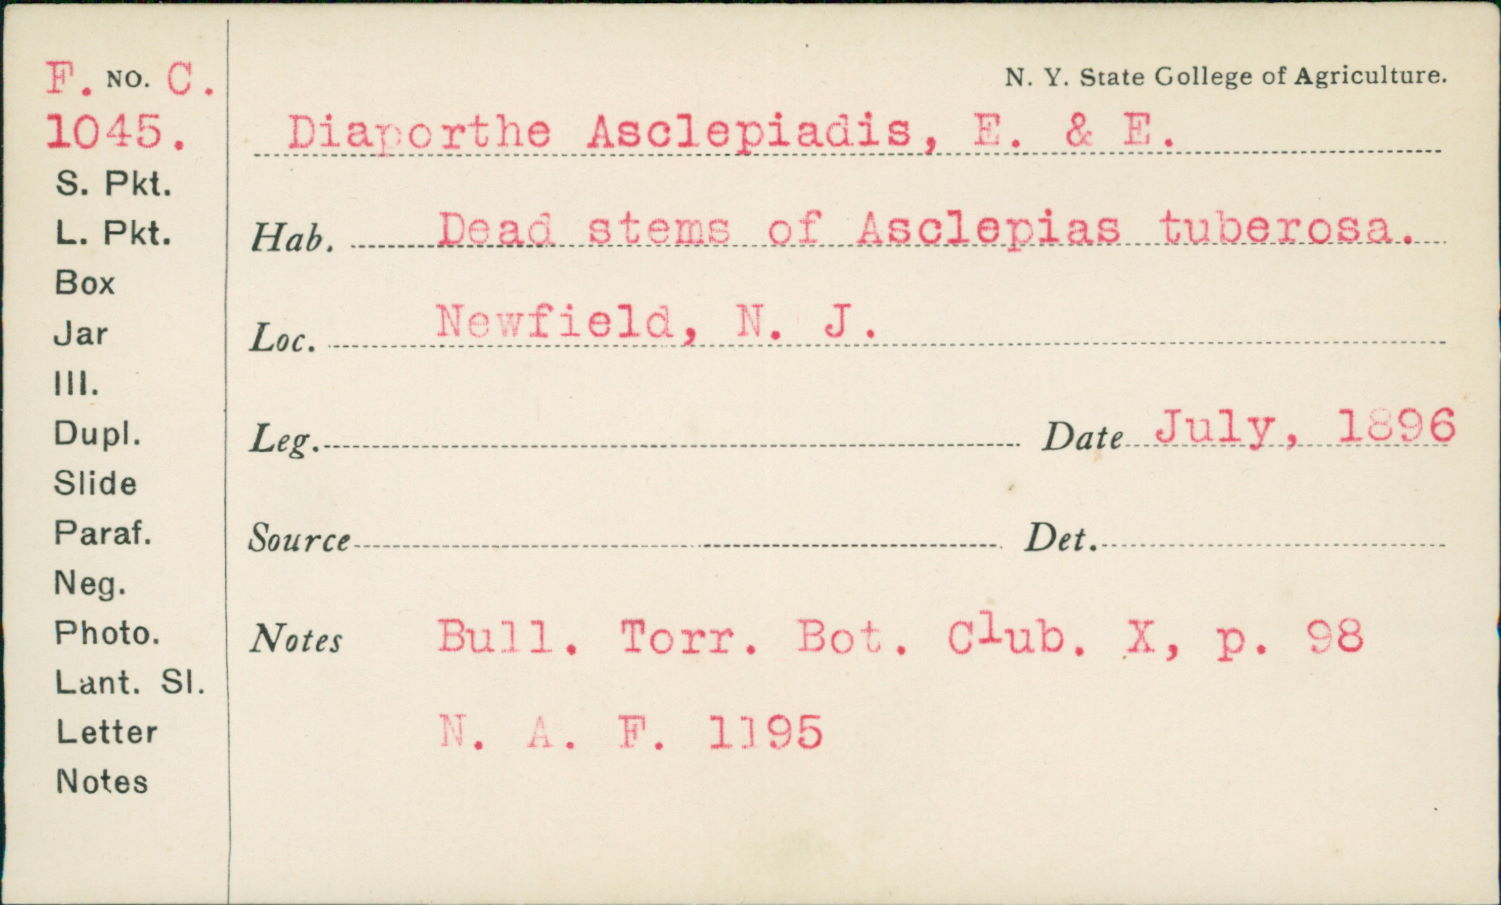 F. NO. C.
1045.
S. Pkt.
L. Pkt.
Box
Jar
Ill.
Dupl.
Slide
Paraf.
Neg.
Photo.
Lant. Sl.
Letter
Notes
N. Y. State College of Agriculture.
Diaporthe Asclepiadis, E. & E.
Hab. Dead stems of Asclepias tuberosa.
Loc. Newfield, N. J.
Leg. Date July, 1896
Source Det.
Notes Bull. Torr. Bot. Club. X, p. 98
N. A. F. 1195